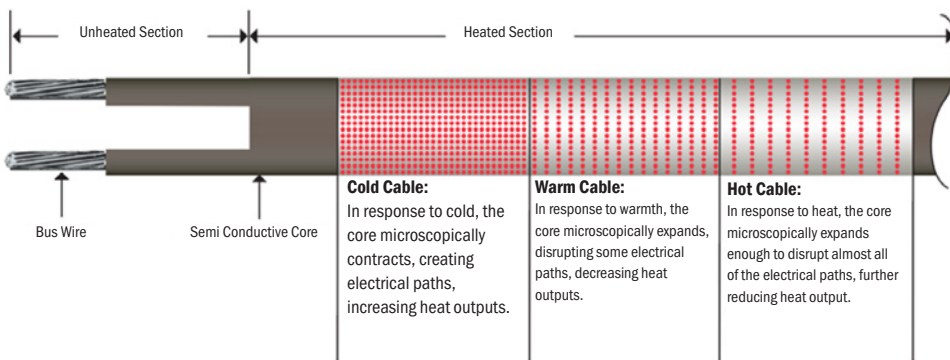 Unheated Section
Heated Section
Bus Wire
Semi Conductive Core
Cold Cable:
In response to cold, the
core microscopically
contracts, creating
electrical paths,
increasing heat outputs.
Warm Cable:
In response to warmth, the
core microscopically expands,
disrupting some electrical
paths, decreasing heat
outputs.
Hot Cable:
In response to heat, the core
microscopically expands
enough to disrupt almost all
of the electrical paths, further
reducing heat output.